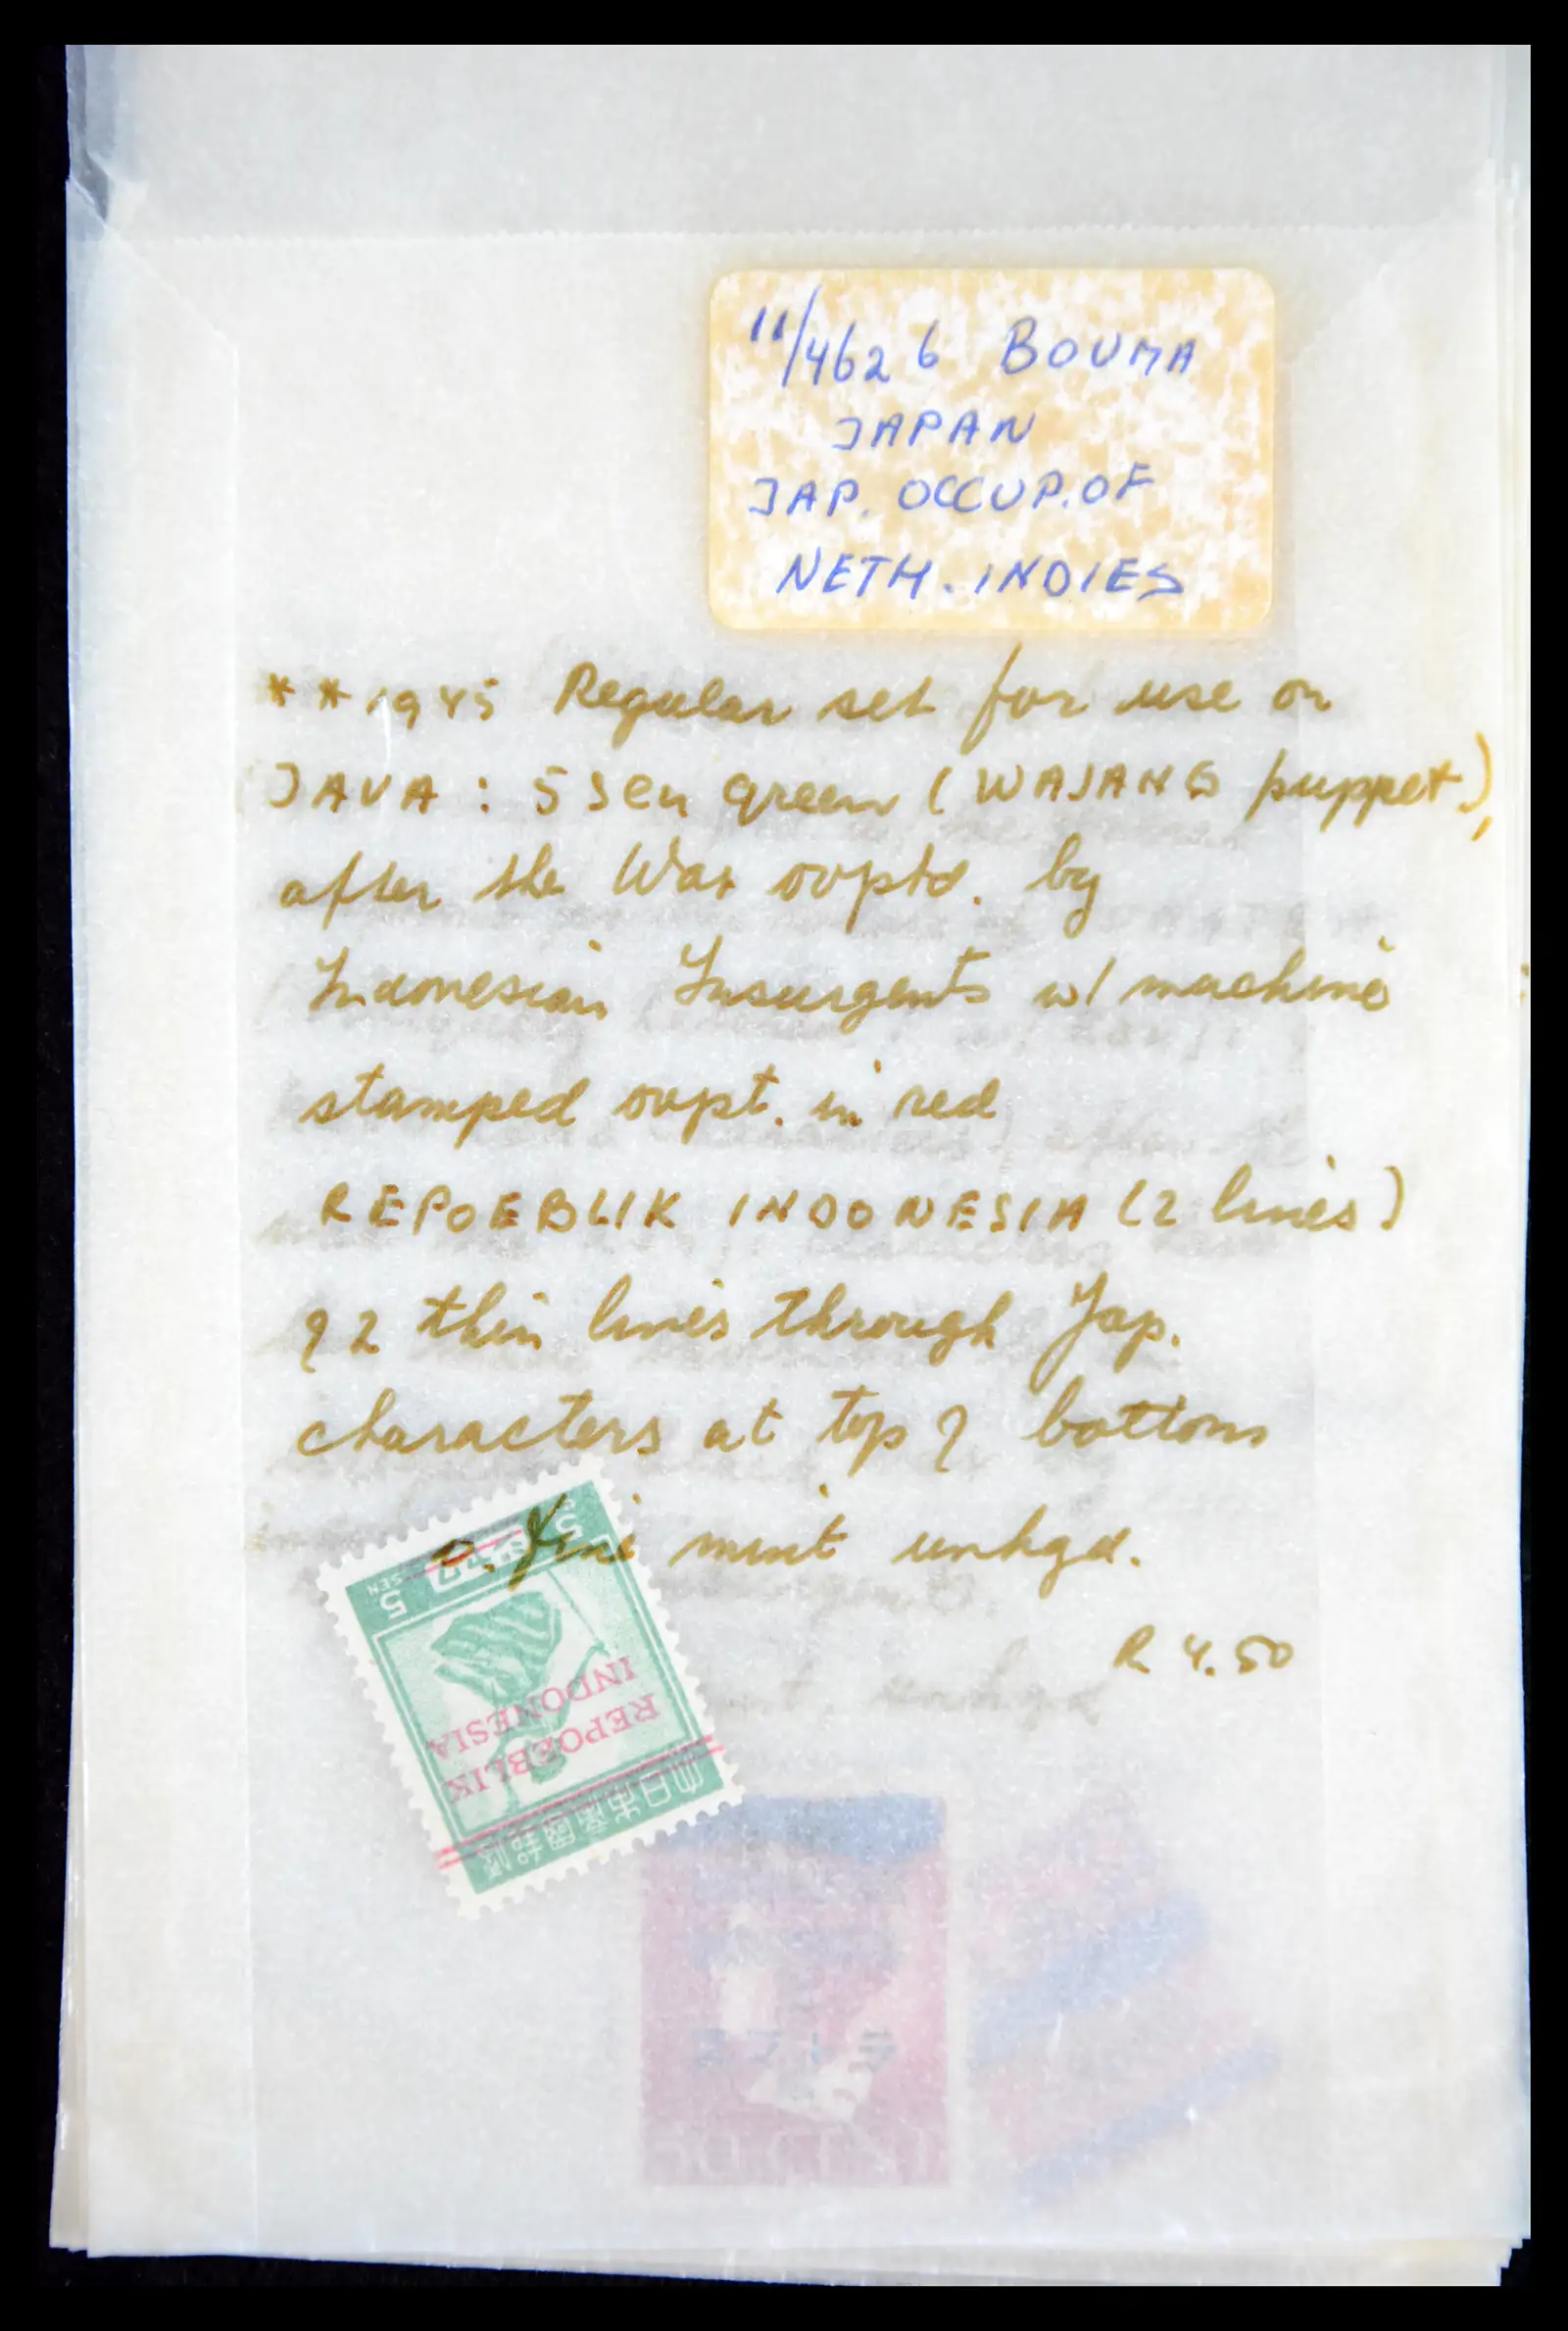 11/4626 BOUMA
JAPAN
JAP. OCCUP. OF
NETH. INDIES
**1945 Regular set for use on
JAVA : 5 Sen green (WAJANG puppet),
after the War ovptd. by
Indonesian Insurgents w/ machine
stamped ovpt. in red
REPOEBLIK INDONESIA (2 lines)
& 2 thin lines through Jap.
characters at top & bottom
mint unhgd.
R 4.50
5
SEN
5
REPOEBLIK
INDONESIA